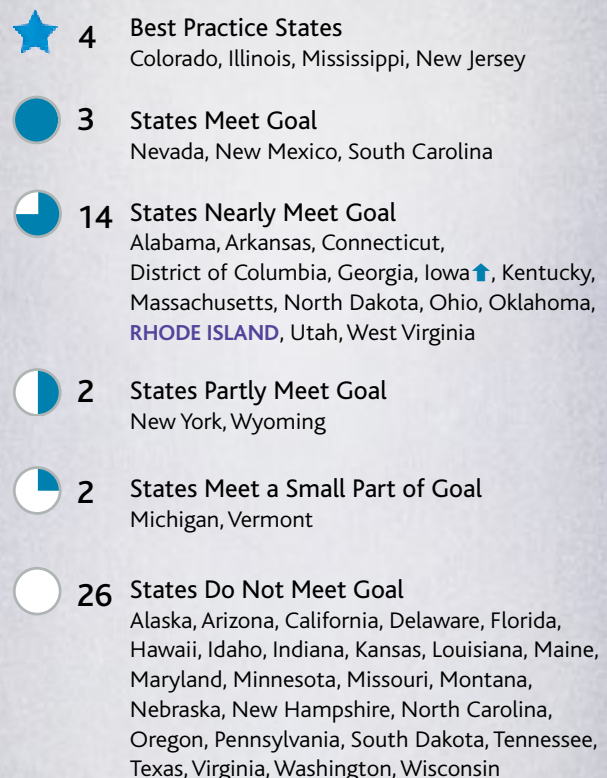 4 Best Practice States
Colorado, Illinois, Mississippi, New Jersey
3 States Meet Goal
Nevada, New Mexico, South Carolina
14 States Nearly Meet Goal
Alabama, Arkansas, Connecticut,
District of Columbia, Georgia, Iowa⬆, Kentucky,
Massachusetts, North Dakota, Ohio, Oklahoma,
RHODE ISLAND, Utah, West Virginia
2 States Partly Meet Goal
New York, Wyoming
2 States Meet a Small Part of Goal
Michigan, Vermont
26 States Do Not Meet Goal
Alaska, Arizona, California, Delaware, Florida,
Hawaii, Idaho, Indiana, Kansas, Louisiana, Maine,
Maryland, Minnesota, Missouri, Montana,
Nebraska, New Hampshire, North Carolina,
Oregon, Pennsylvania, South Dakota, Tennessee,
Texas, Virginia, Washington, Wisconsin